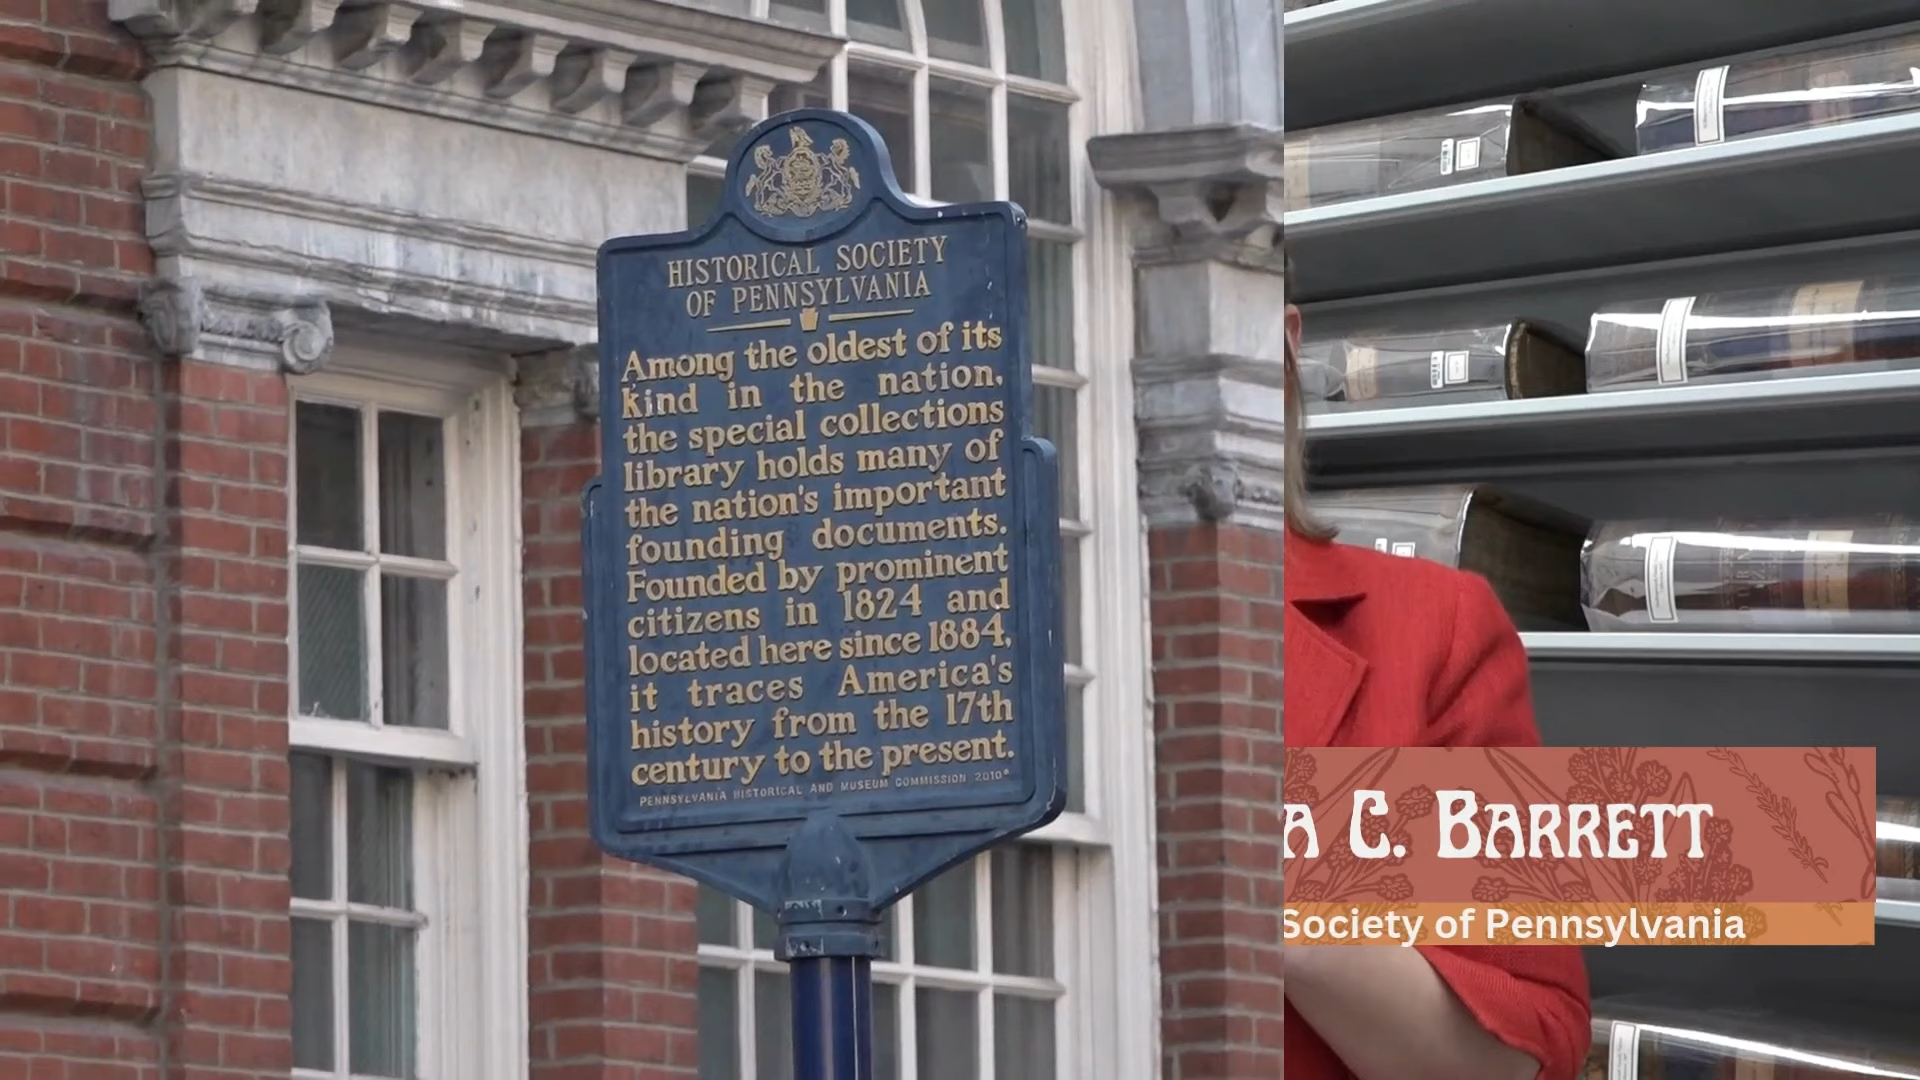 HISTORICAL SOCIETY
OF PENNSYLVANIA
Among the oldest of its
kind in the nation,
the special collections
library holds many of
the nation's important
founding documents.
Founded by prominent
citizens in 1824 and
located here since 1884,
it traces America's
history from the 17th
century to the present.
PENNSYLVANIA HISTORICAL AND MUSEUM COMMISSION 2010
A C. BARRETT
Society of Pennsylvania